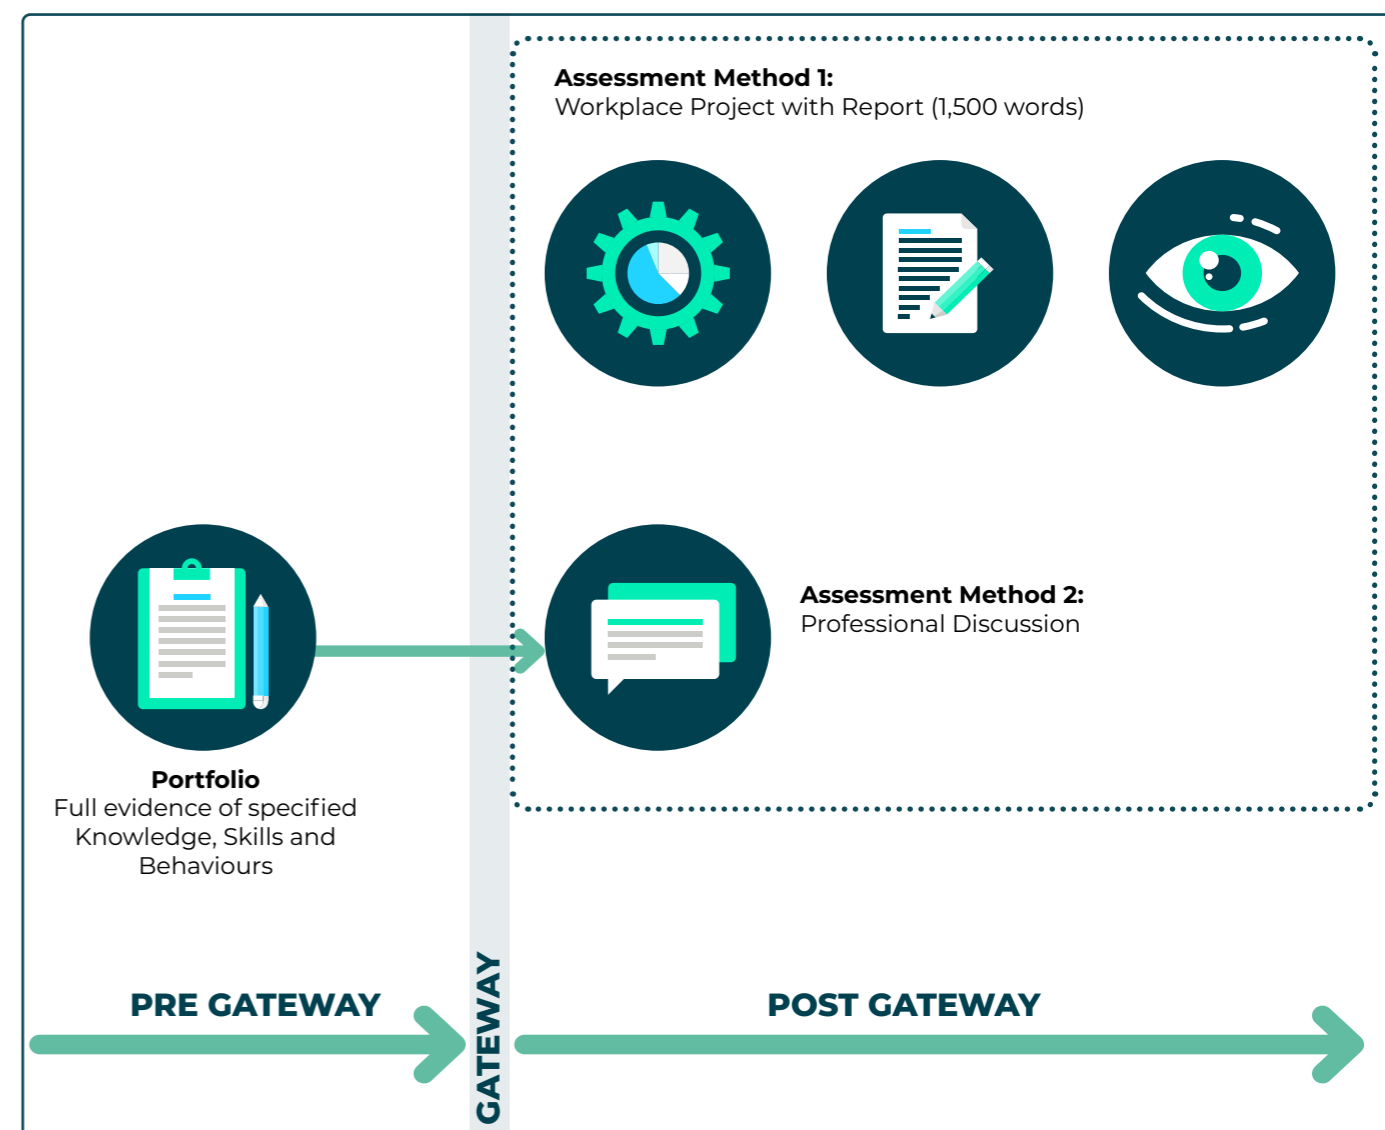 Assessment Method 1:
Workplace Project with Report (1,500 words)
Assessment Method 2:
Professional Discussion
Portfolio
Full evidence of specified
Knowledge, Skills and
Behaviours
PRE GATEWAY
GATEWAY
POST GATEWAY